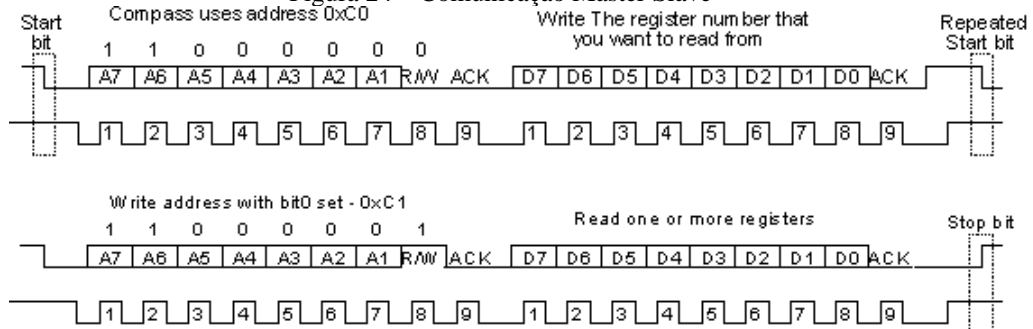 Figura 24 – Comunicação Master Slave
Start bit
Compass uses address 0xC0
Write The register number that you want to read from
Repeated Start bit
1 1 0 0 0 0 0 0
A7 A6 A5 A4 A3 A2 A1 R/W ACK D7 D6 D5 D4 D3 D2 D1 D0 ACK
1 2 3 4 5 6 7 8 9 1 2 3 4 5 6 7 8 9
Write address with bit0 set - 0xC1
Read one or more registers
Stop bit
1 1 0 0 0 0 0 1
A7 A6 A5 A4 A3 A2 A1 R/W ACK D7 D6 D5 D4 D3 D2 D1 D0 ACK
1 2 3 4 5 6 7 8 9 1 2 3 4 5 6 7 8 9